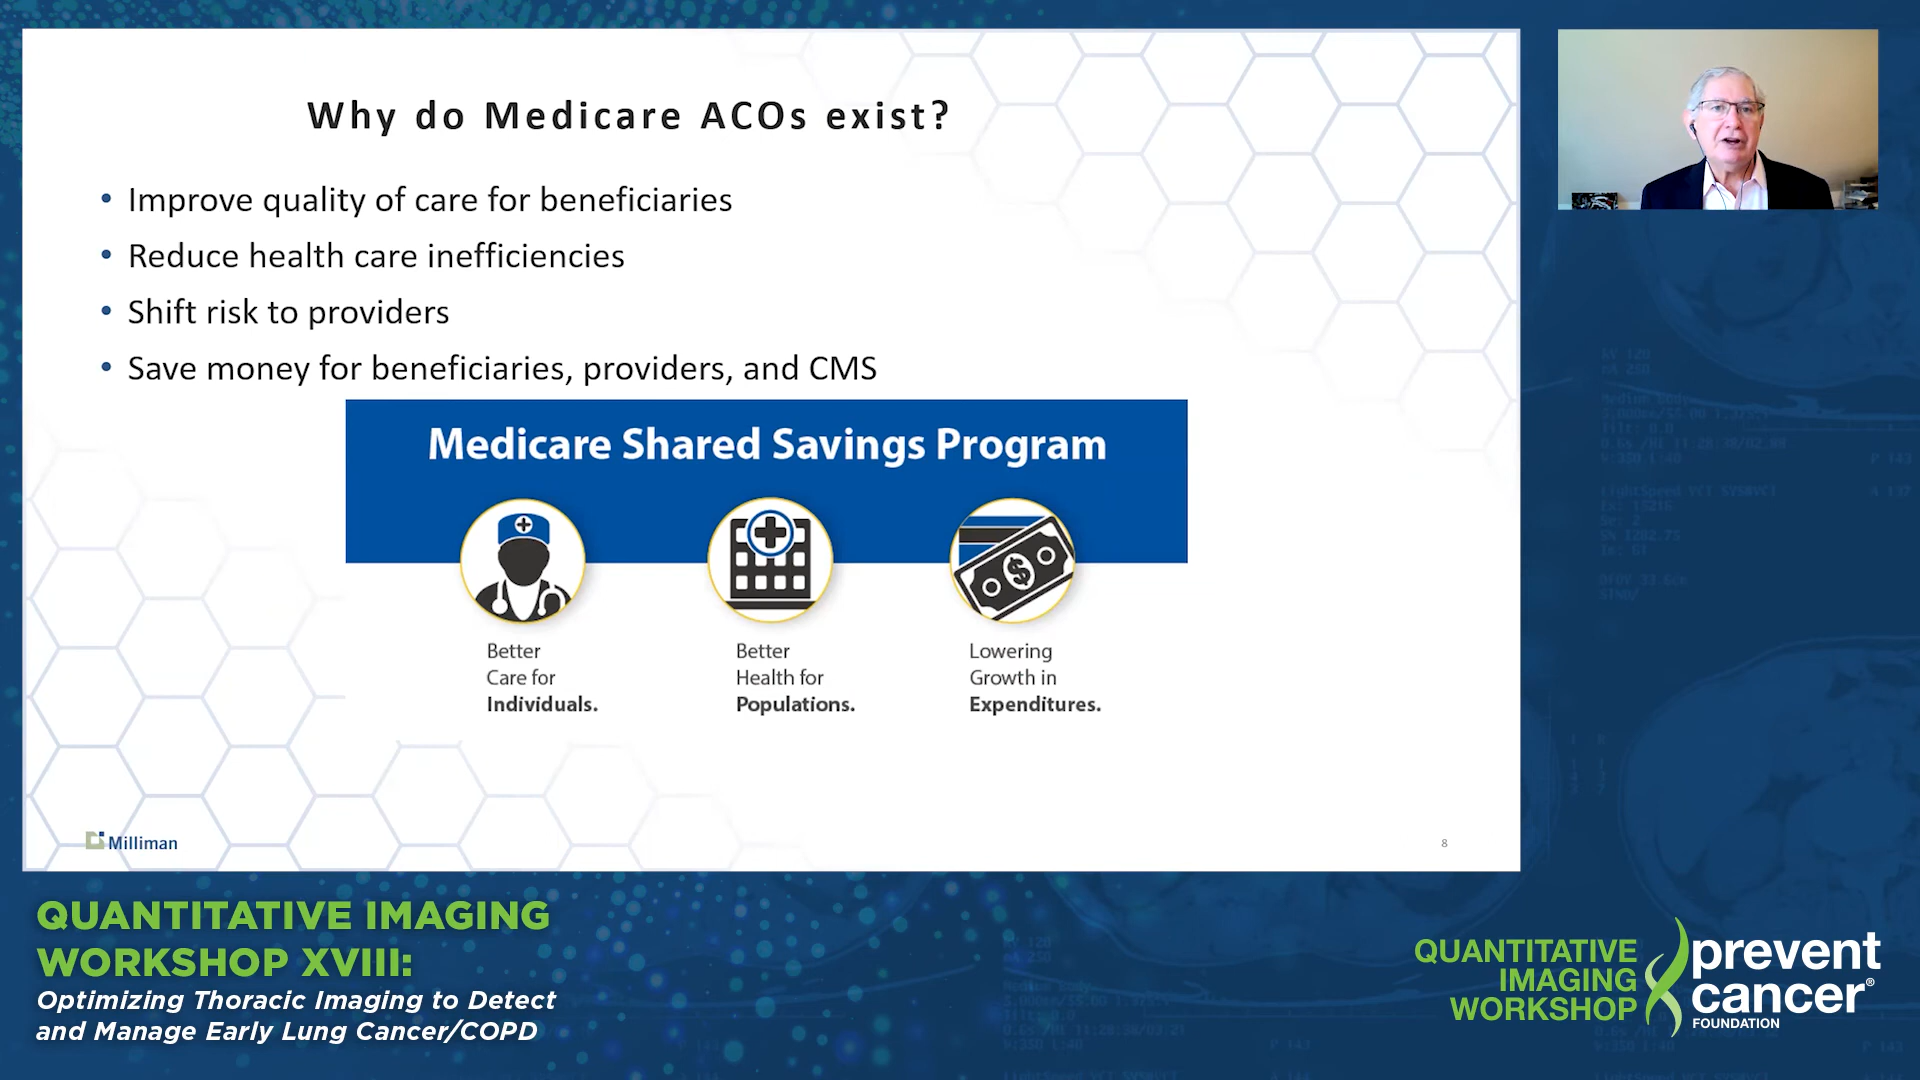 Why do Medicare ACOs exist?
• Improve quality of care for beneficiaries
• Reduce health care inefficiencies
• Shift risk to providers
• Save money for beneficiaries, providers, and CMS
Medicare Shared Savings Program
Better
Care for
Individuals.
Better
Health for
Populations.
Lowering
Growth in
Expenditures.
Milliman
8
QUANTITATIVE IMAGING
WORKSHOP XVIII:
Optimizing Thoracic Imaging to Detect
and Manage Early Lung Cancer/COPD
QUANTITATIVE
IMAGING
WORKSHOP
prevent
cancer®
FOUNDATION